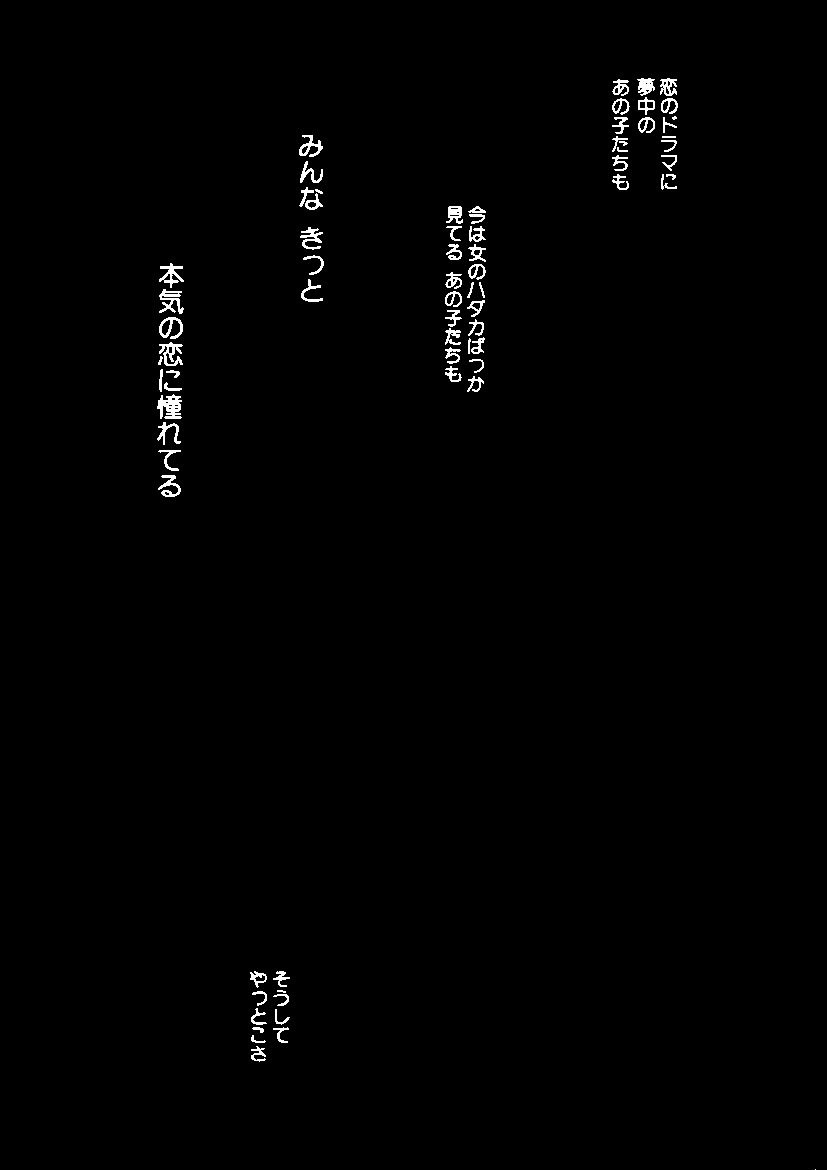 恋のドラマに
夢中の
あの子たちも
今は女のハダカばっか
見てる あの子たちも
みんな きっと
本気の恋に憧れてる
そうして
やっとこさ